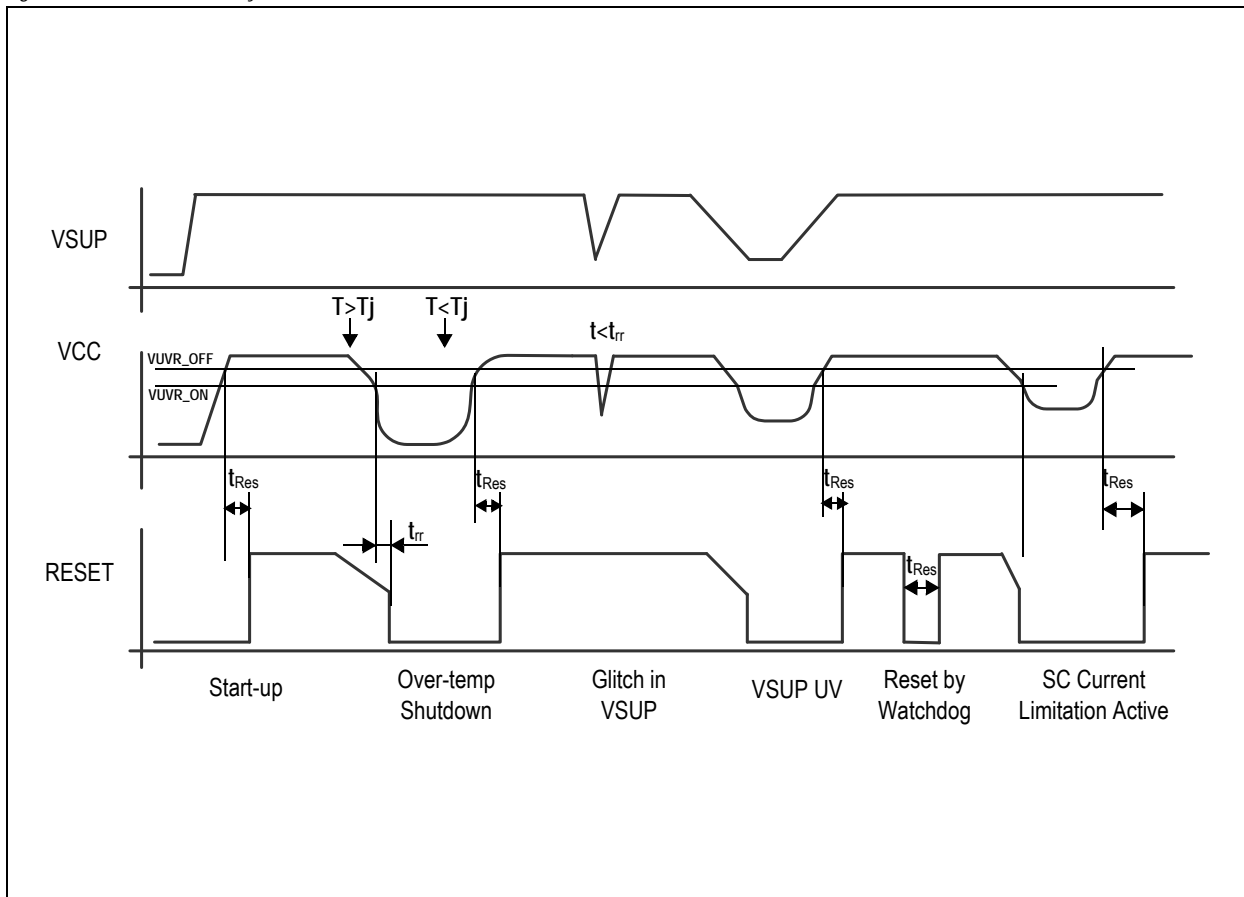 VSUP
T>Tj
T<Tj
t<trr
VCC
VUVR_OFF
VUVR_ON
tRes
tRes
tRes
tRes
trr
RESET
tRes
Start-up
Over-temp
Shutdown
Glitch in
VSUP
VSUP UV
Reset by
Watchdog
SC Current
Limitation Active